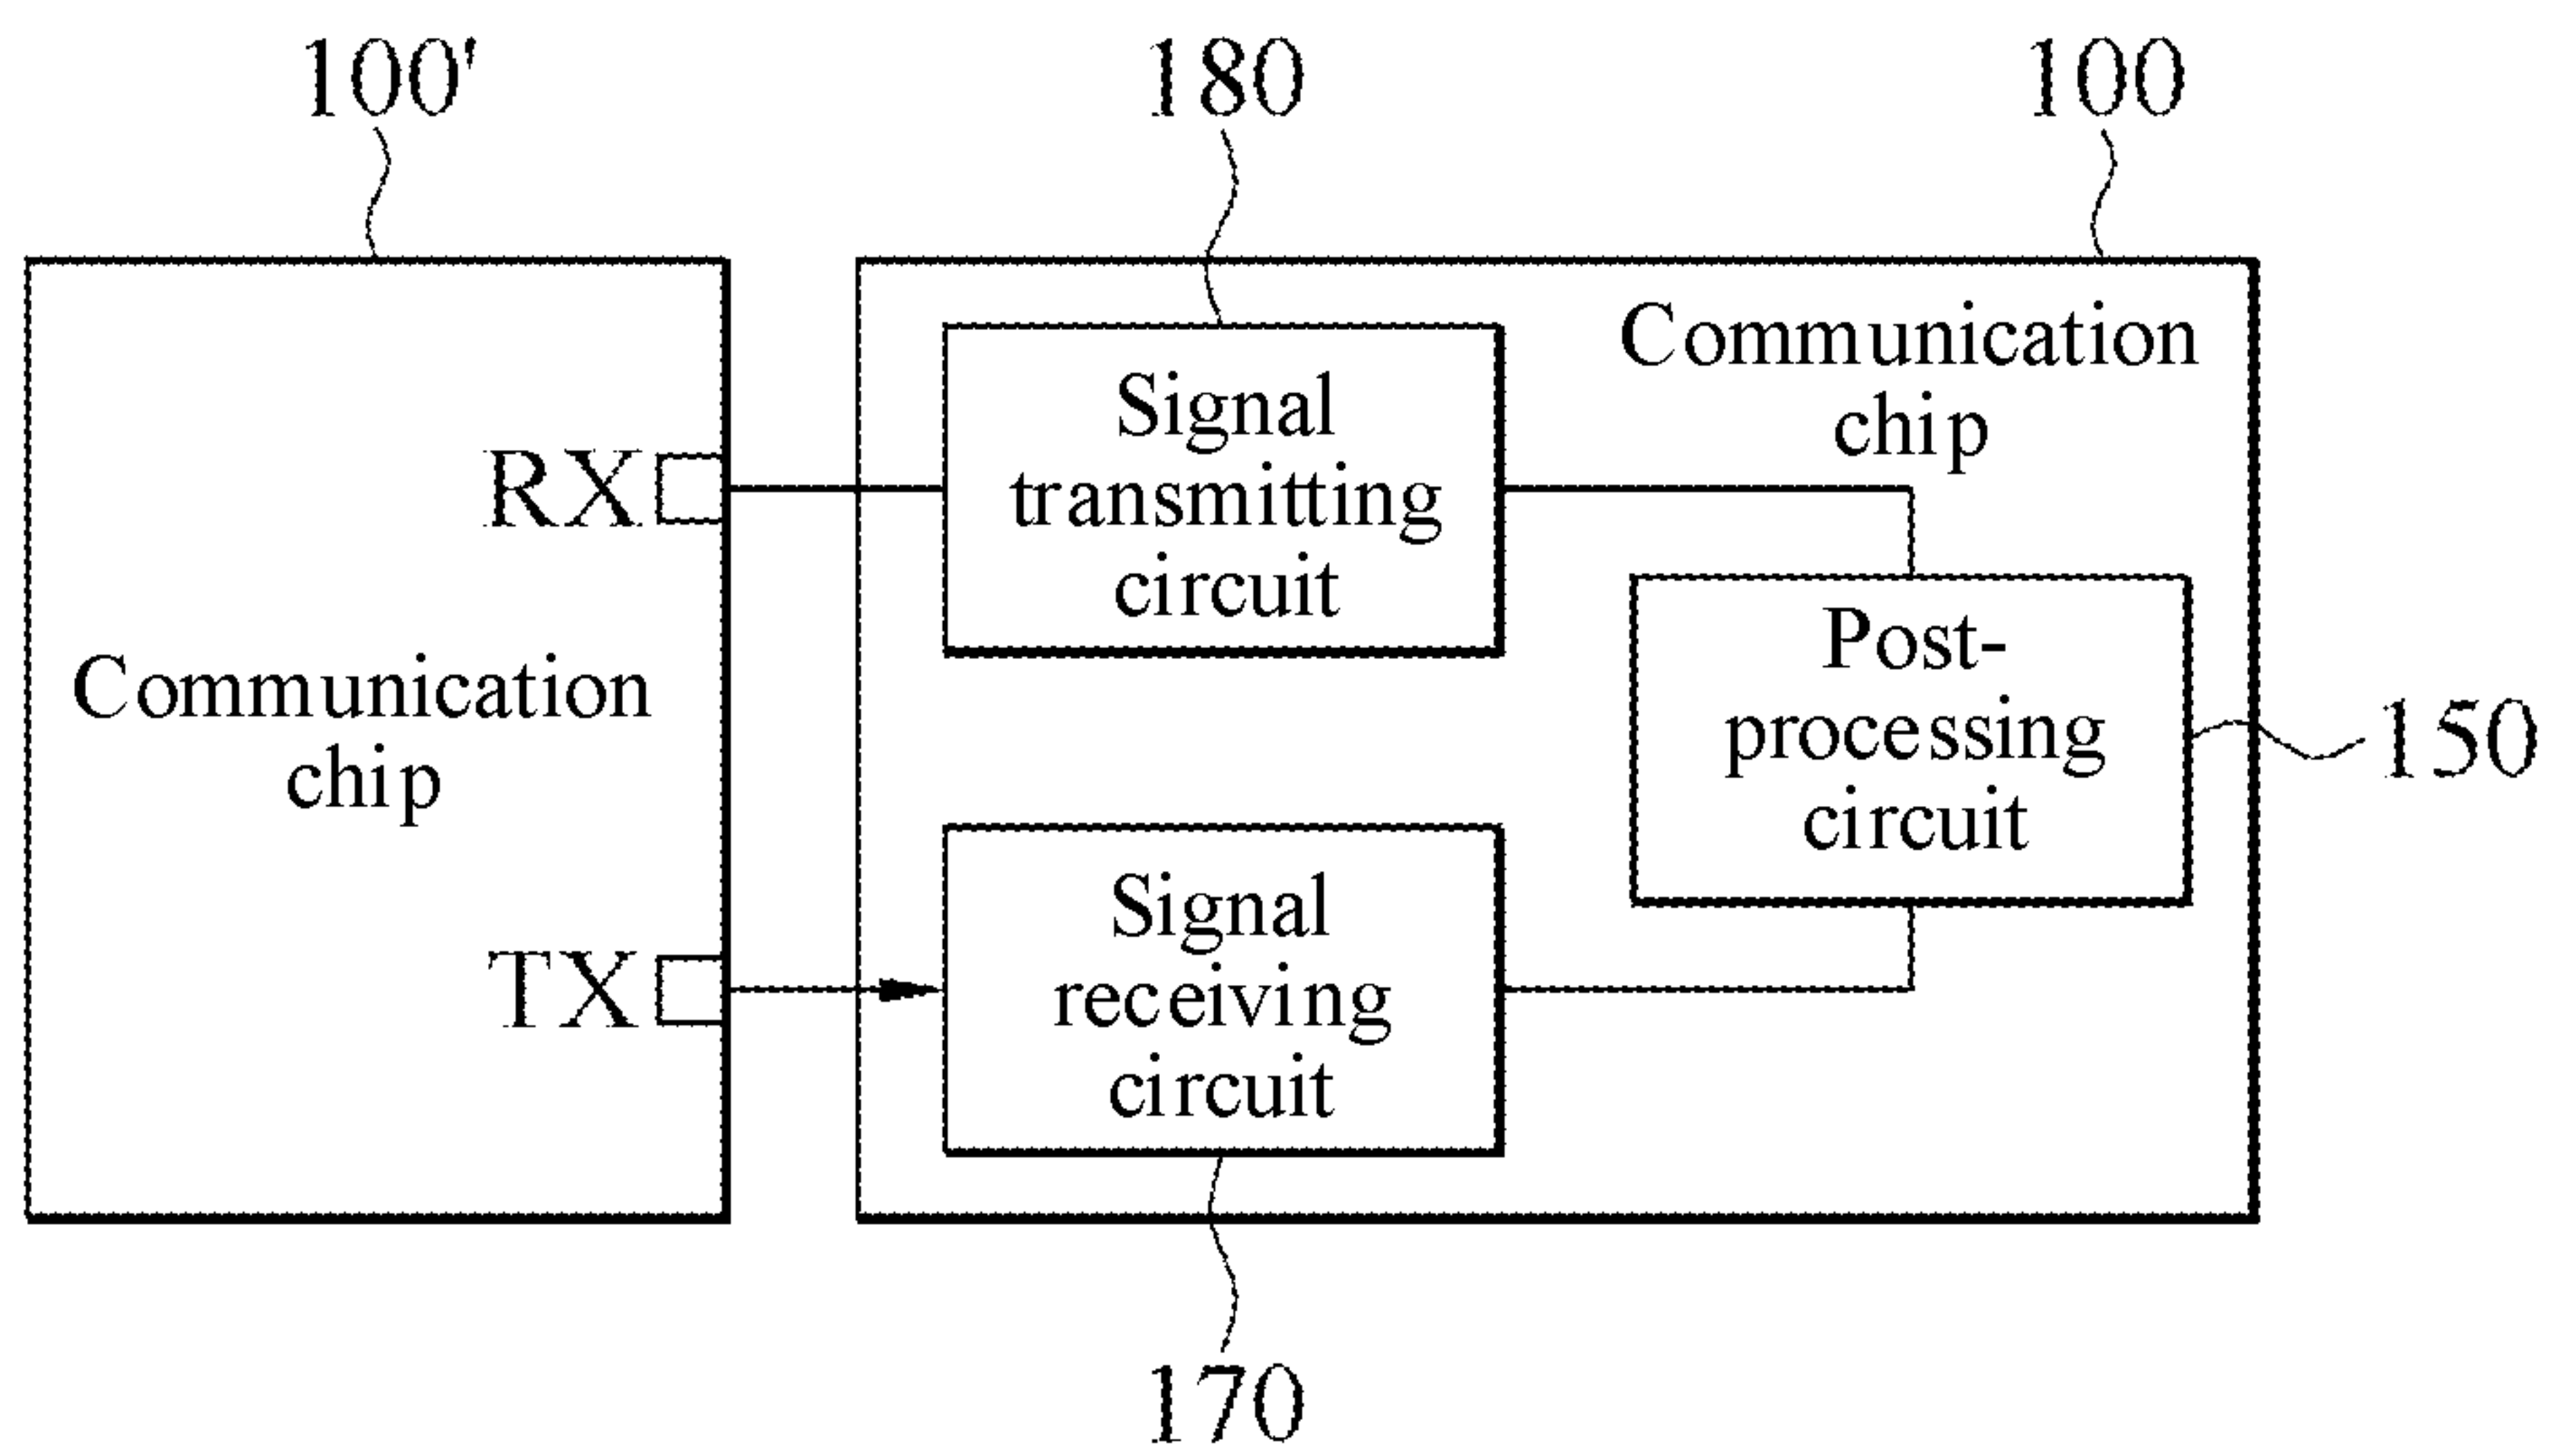 100'
180
100
Communication
chip
Signal
transmitting
circuit
RX
Post-
processing
circuit
150
Communication
chip
Signal
receiving
circuit
TX
170